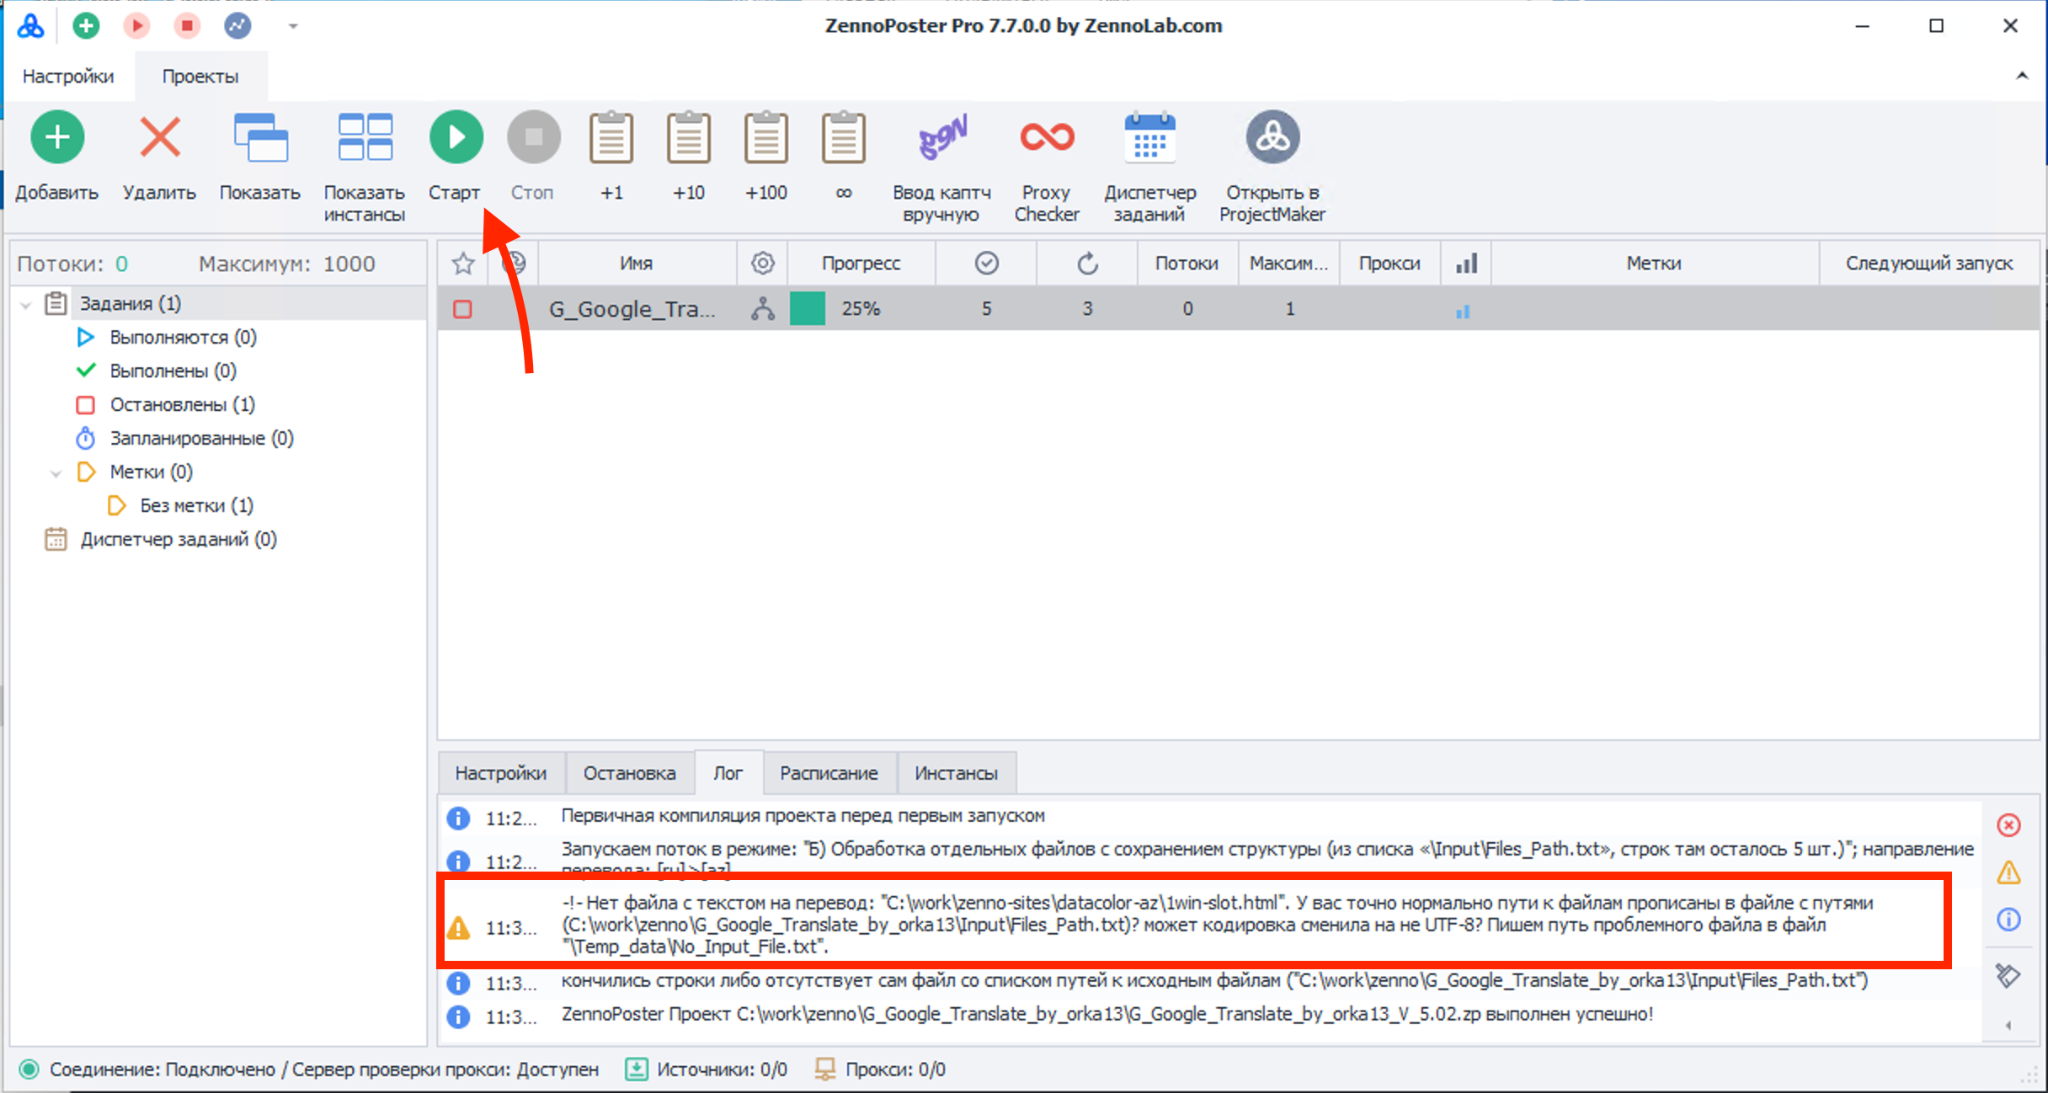 ZennoPoster Pro 7.7.0.0 by ZennoLab.com
Настройки
Проекты
Добавить
Удалить
Показать
Показать
инстансы
Старт
Стоп
+1
+10
+100
∞
Ввод каптч
вручную
Proxy
Checker
Диспетчер
заданий
Открыть в
ProjectMaker
Потоки: 0
Максимум: 1000
Имя
Прогресс
Потоки
Максим...
Прокси
Метки
Следующий запуск
Задания (1)
Выполняются (0)
Выполнены (0)
Остановлены (1)
Запланированные (0)
Метки (0)
Без метки (1)
Диспетчер заданий (0)
G_Google_Tra...
25%
5
3
0
1
Настройки
Остановка
Лог
Расписание
Инстансы
11:2...
Первичная компиляция проекта перед первым запуском
11:2...
Запускаем поток в режиме: "Б) Обработка отдельных файлов с сохранением структуры (из списка «\Input\Files_Path.txt», строк там осталось 5 шт.)"; направление
перевода: [ru]>[az]
11:3...
-!- Нет файла с текстом на перевод: "C:\work\zenno-sites\datacolor-az\1win-slot.html". У вас точно нормально пути к файлам прописаны в файле с путями
(C:\work\zenno\G_Google_Translate_by_orka13\Input\Files_Path.txt)? может кодировка сменила на не UTF-8? Пишем путь проблемного файла в файл
"\Temp_data\No_Input_File.txt".
11:3...
кончились строки либо отсутствует сам файл со списком путей к исходным файлам ("C:\work\zenno\G_Google_Translate_by_orka13\Input\Files_Path.txt")
11:3...
ZennoPoster Проект C:\work\zenno\G_Google_Translate_by_orka13\G_Google_Translate_by_orka13_V_5.02.zp выполнен успешно!
Соединение: Подключено / Сервер проверки прокси: Доступен
Источники: 0/0
Прокси: 0/0